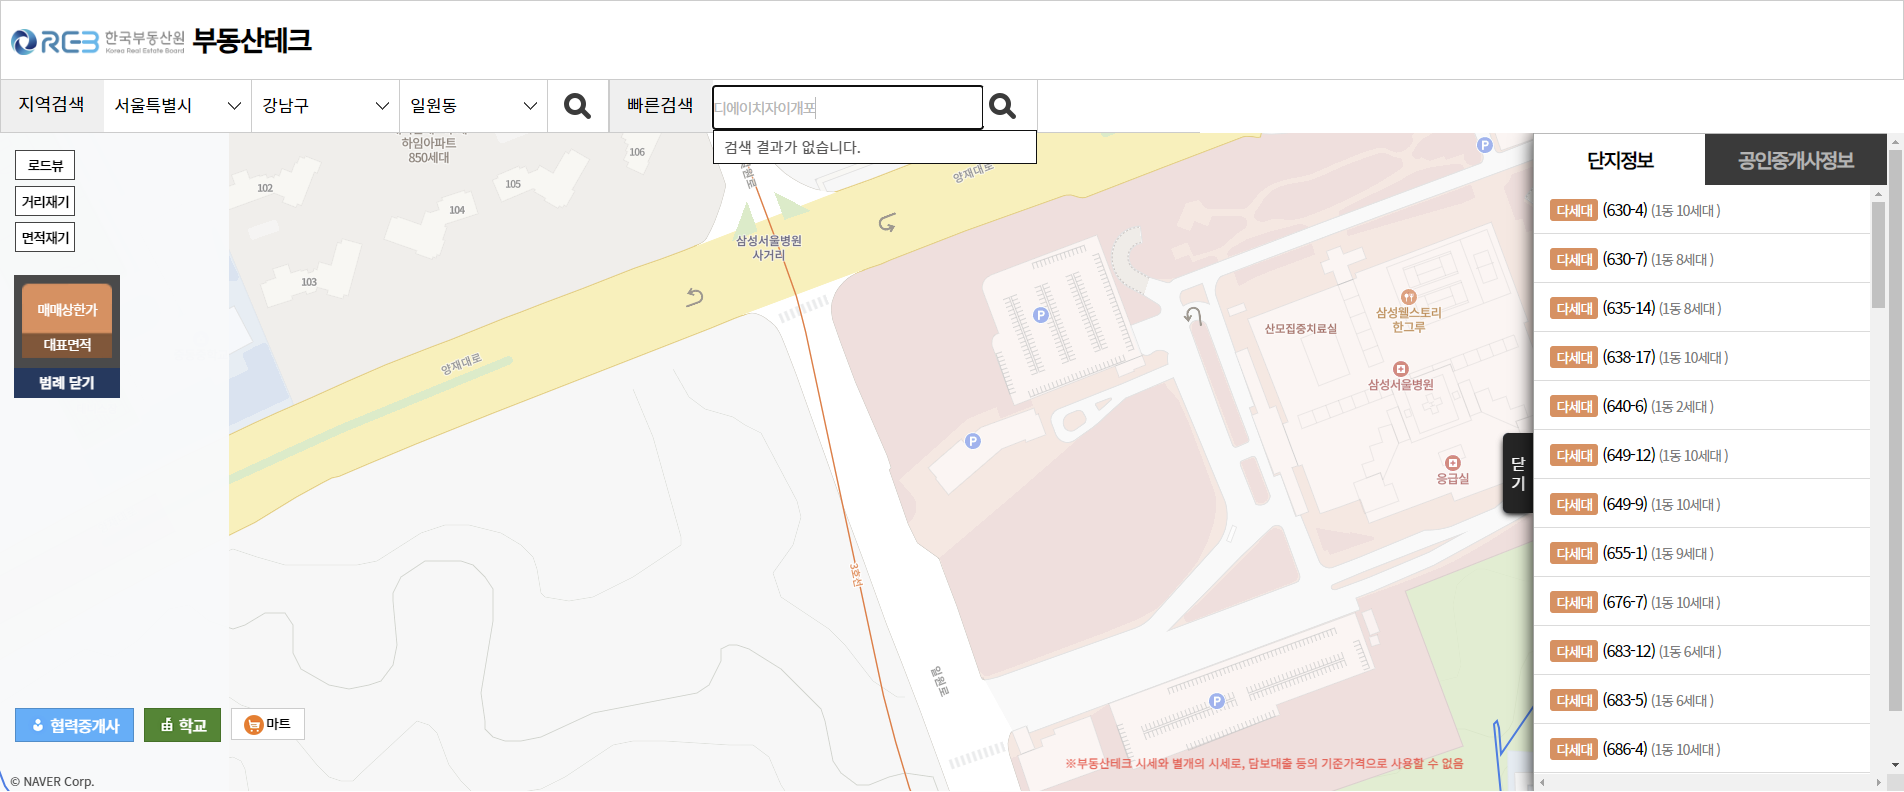 REB 한국부동산원 부동산테크
Korea Real Estate Board
지역검색 서울특별시 강남구 일원동 빠른검색 디에이치자이개포
검색 결과가 없습니다.
로드뷰
거리재기
면적재기
매매상한가
대표면적
범례 닫기
하임아파트
850세대
102
103
104
105
106
양재대로
양재대로
삼성서울병원
사거리
산모집중치료실
삼성웰스토리
한그루
삼성서울병원
응급실
P
P
P
P
3호선
일원로
닫
기
단지정보 공인중개사정보
다세대 (630-4) (1동 10세대 )
다세대 (630-7) (1동 8세대 )
다세대 (635-14) (1동 8세대 )
다세대 (638-17) (1동 10세대 )
다세대 (640-6) (1동 2세대 )
다세대 (649-12) (1동 10세대 )
다세대 (649-9) (1동 10세대 )
다세대 (655-1) (1동 9세대 )
다세대 (676-7) (1동 10세대 )
다세대 (683-12) (1동 6세대 )
다세대 (683-5) (1동 6세대 )
다세대 (686-4) (1동 10세대 )
협력중개사 학교 마트
※부동산테크 시세와 별개의 시세로, 담보대출 등의 기준가격으로 사용할 수 없음
© NAVER Corp.